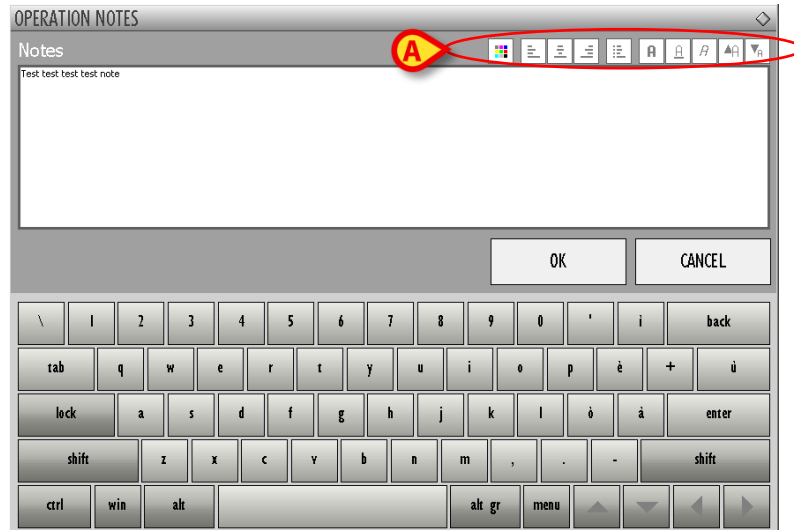 OPERATION NOTES
Notes
A
A A A A A
Test test test test note
OK CANCEL
\ 1 2 3 4 5 6 7 8 9 0 ' ì back
tab q w e r t y u i o p è + ù
lock a s d f g h j k l ò à enter
shift z x c v b n m , . - shift
ctrl win alt alt gr menu